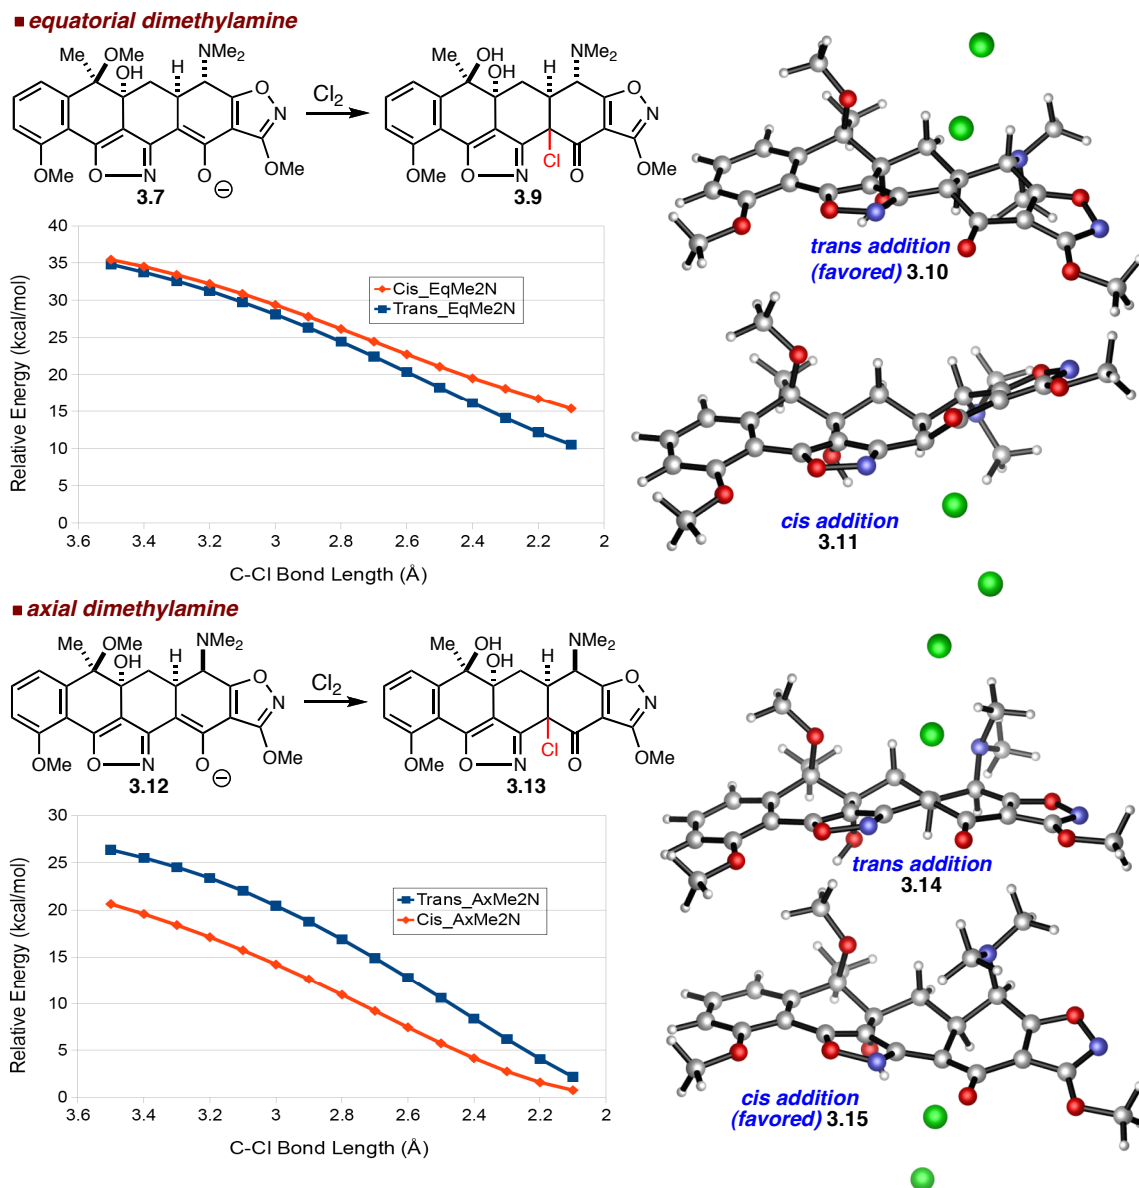 ■ equatorial dimethylamine
Me
OMe
OH
H
NMe2
O
N
OMe
OMe
O
N
O
⊖
3.7
Cl2
Me
OH
OH
H
NMe2
O
N
OMe
OMe
O
N
Cl
O
3.9
trans addition
(favored) 3.10
Relative Energy (kcal/mol)
40
35
30
25
20
15
10
5
0
Cis_EqMe2N
Trans_EqMe2N
3.6 3.4 3.2 3 2.8 2.6 2.4 2.2 2
C-Cl Bond Length (Å)
cis addition
3.11
■ axial dimethylamine
Me
OMe
OH
H
NMe2
O
N
OMe
OMe
O
N
O
⊖
3.12
Cl2
Me
OH
OH
H
NMe2
O
N
OMe
OMe
O
N
Cl
O
3.13
trans addition
3.14
Relative Energy (kcal/mol)
30
25
20
15
10
5
0
Trans_AxMe2N
Cis_AxMe2N
3.6 3.4 3.2 3 2.8 2.6 2.4 2.2 2
C-Cl Bond Length (Å)
cis addition
(favored) 3.15